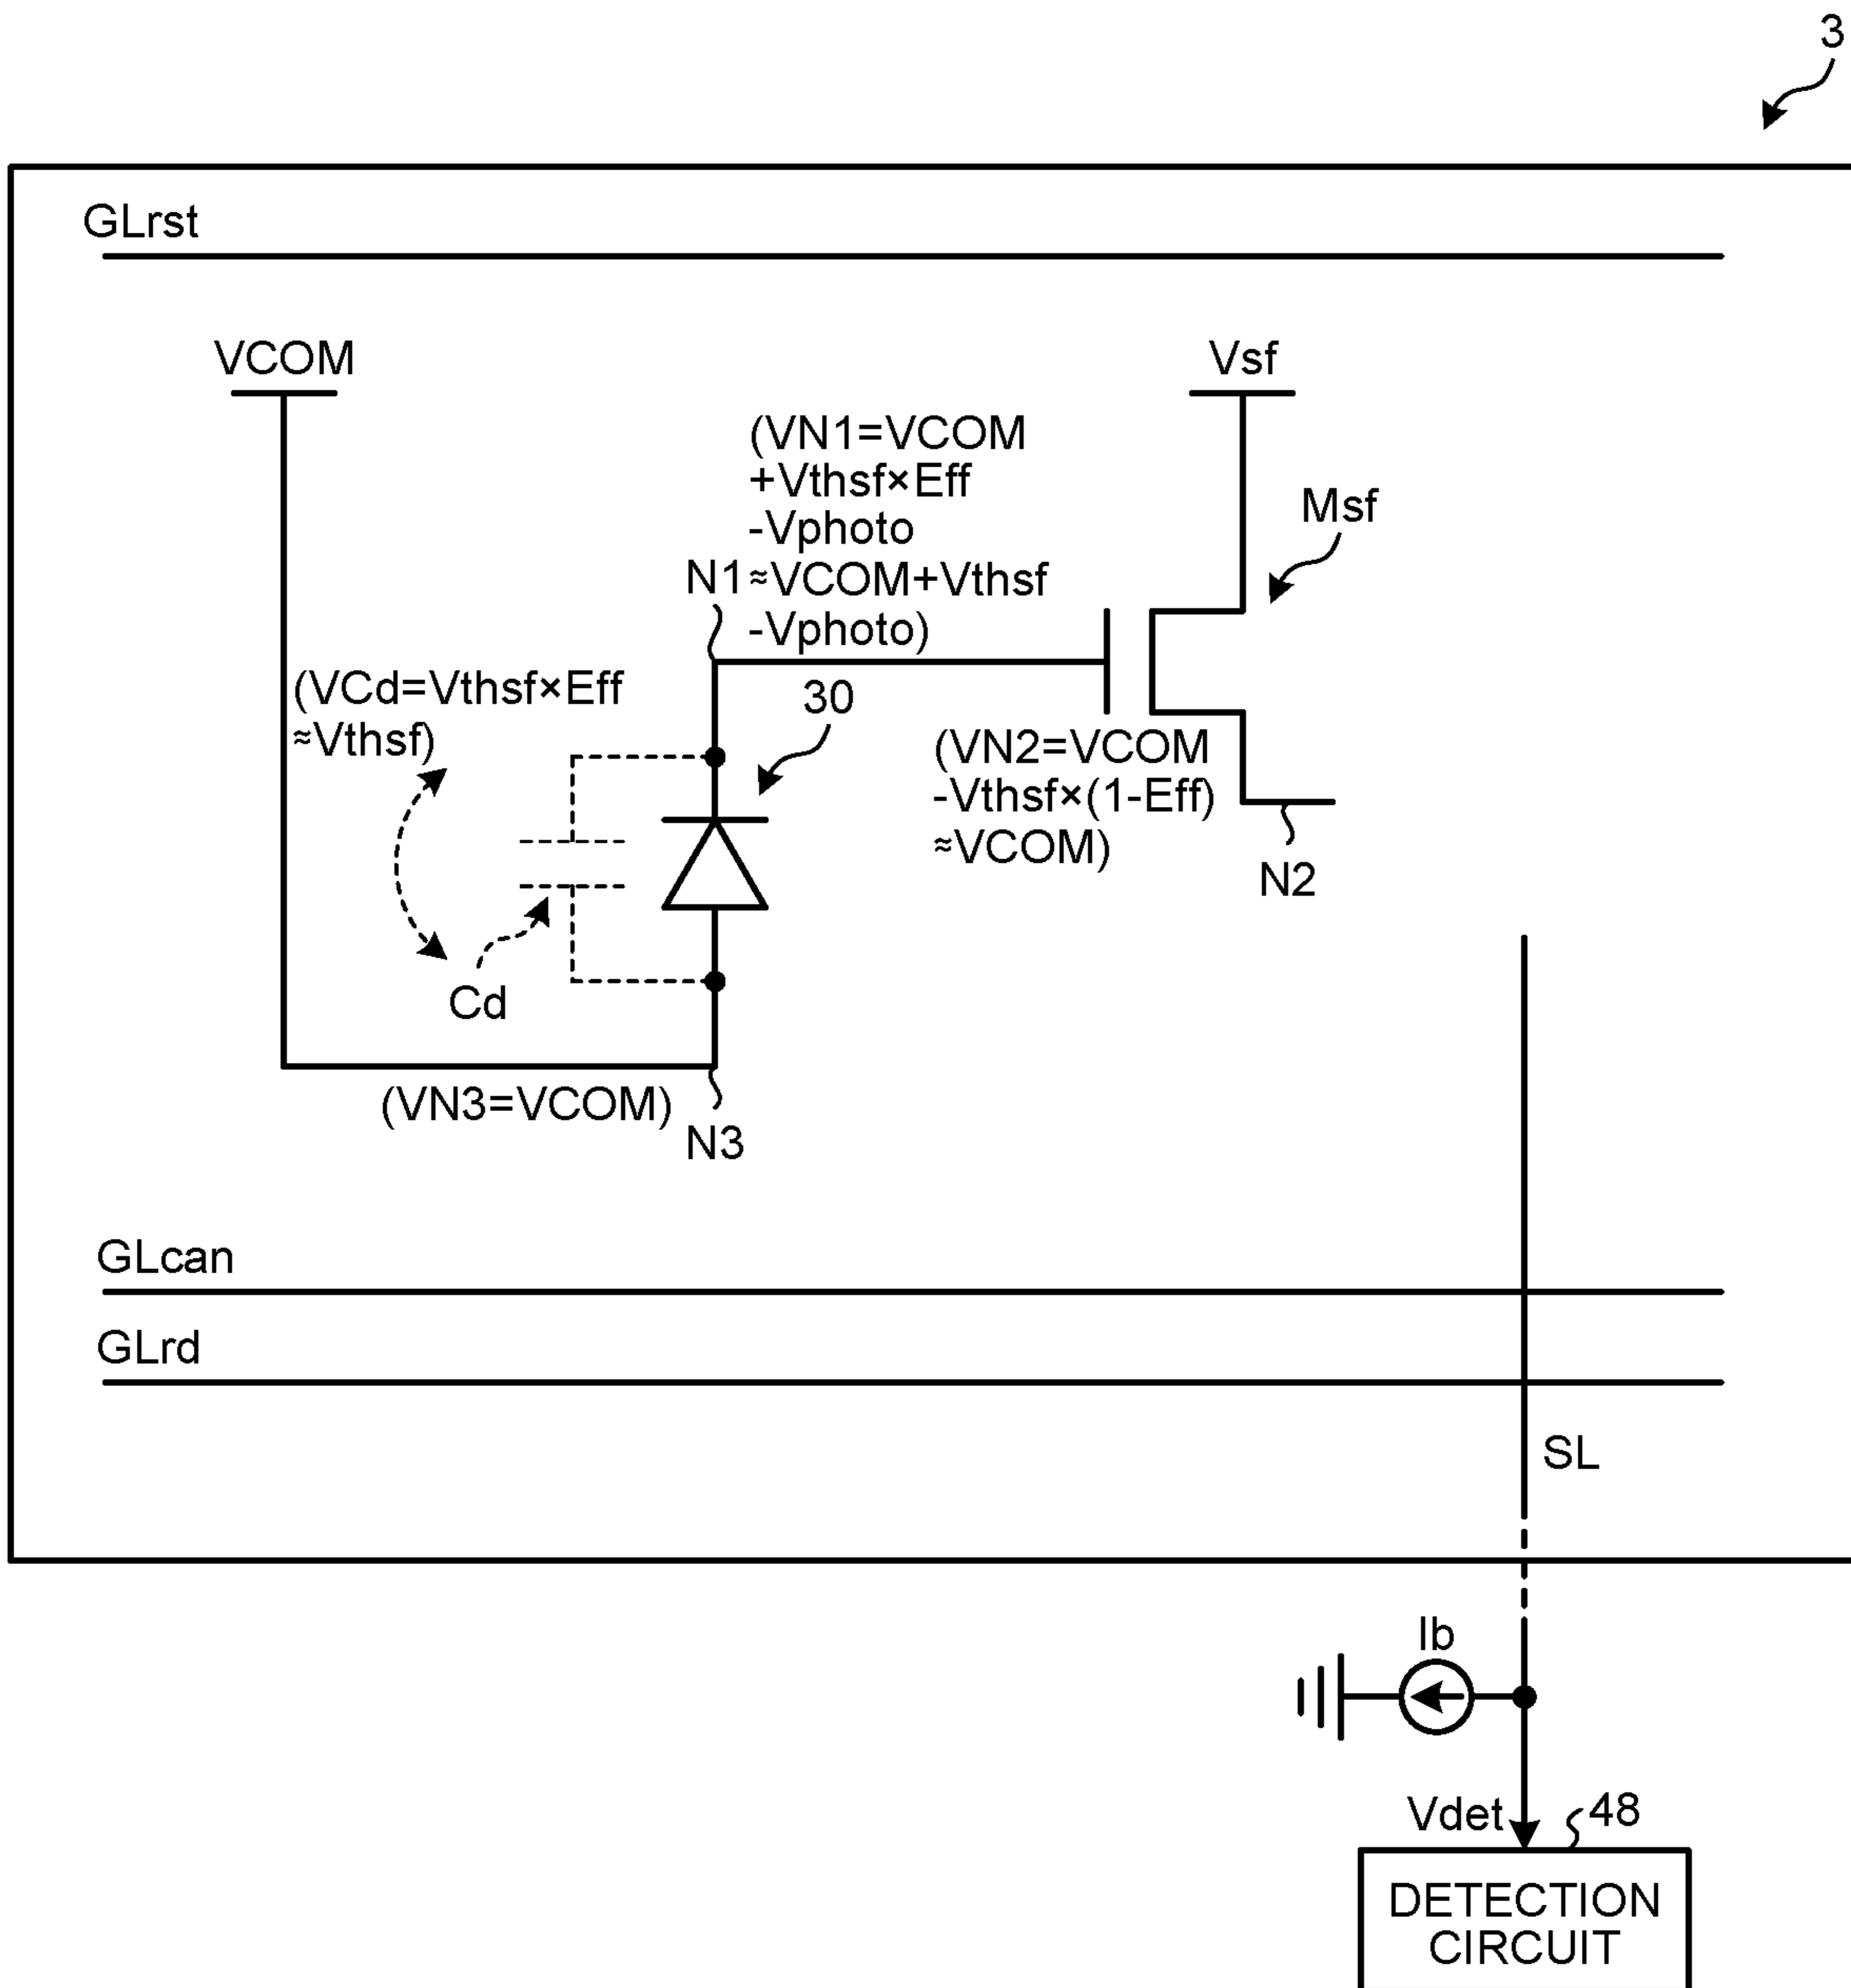 3
GLrst
VCOM
Vsf
(VN1=VCOM
+Vthsf×Eff
-Vphoto
N1≈VCOM+Vthsf
-Vphoto)
Msf
(VCd=Vthsf×Eff
≈Vthsf)
30
(VN2=VCOM
-Vthsf×(1-Eff)
≈VCOM)
N2
Cd
(VN3=VCOM)
N3
GLcan
GLrd
SL
Ib
Vdet
48
DETECTION
CIRCUIT